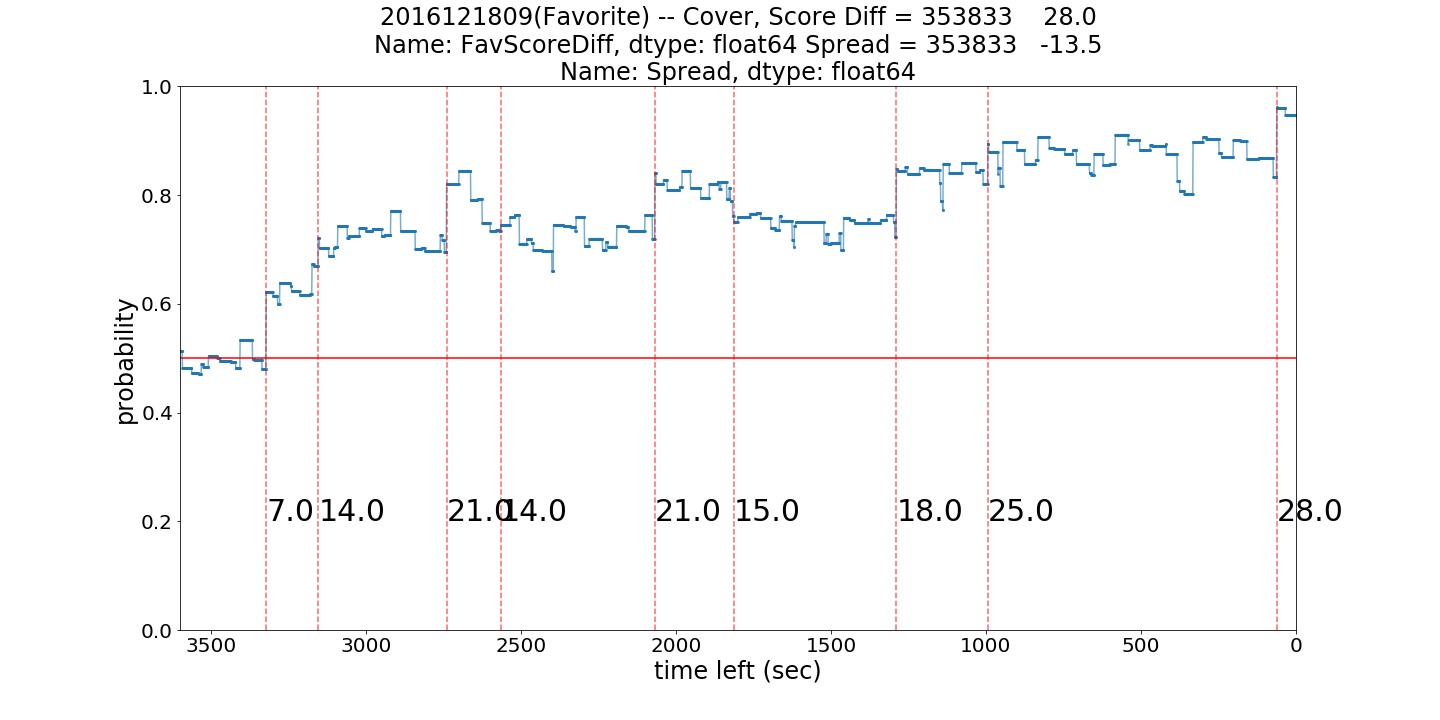 2016121809(Favorite) -- Cover, Score Diff = 353833    28.0
Name: FavScoreDiff, dtype: float64 Spread = 353833   -13.5
Name: Spread, dtype: float64
1.0
0.8
0.6
0.4
0.2
0.0
probability
7.0 14.0 21.0 14.0 21.0 15.0 18.0 25.0 28.0
3500 3000 2500 2000 1500 1000 500 0
time left (sec)